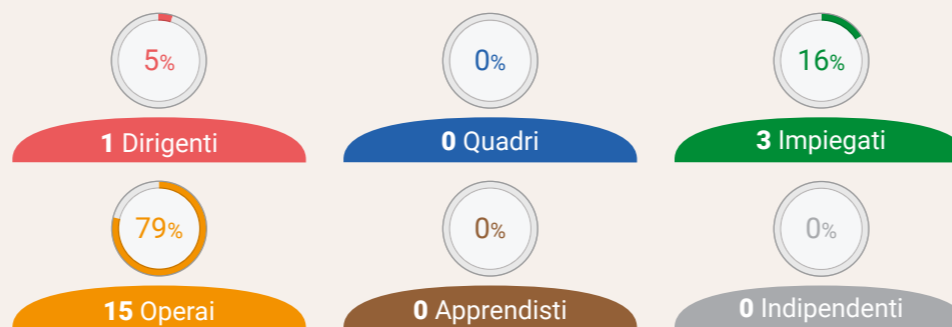 5%
0%
16%
1 Dirigenti
0 Quadri
3 Impiegati
79%
0%
0%
15 Operai
0 Apprendisti
0 Indipendenti